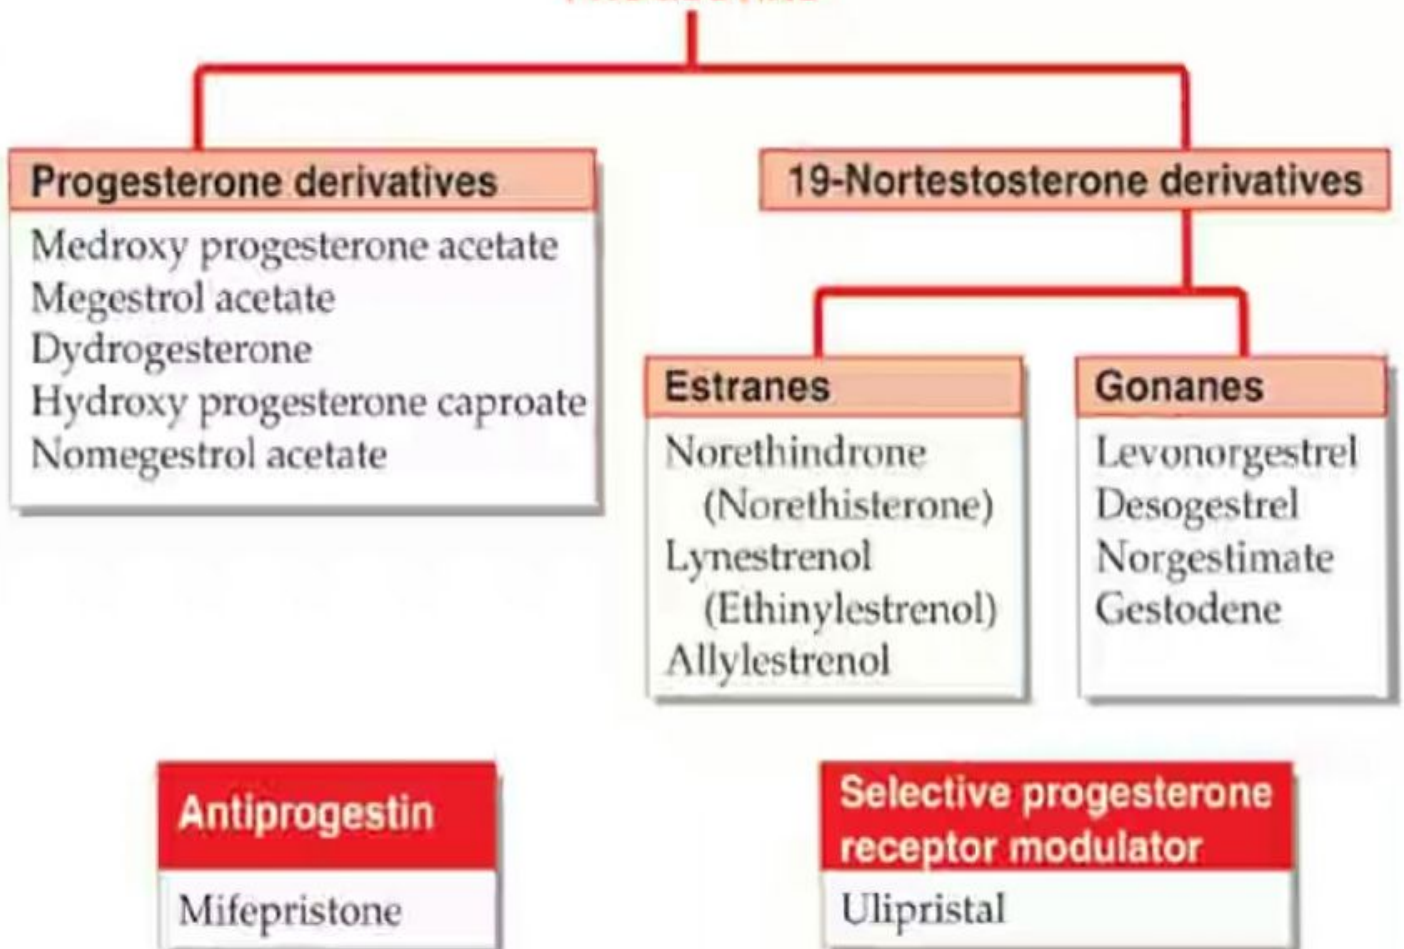 Progesterone derivatives
Medroxy progesterone acetate
Megestrol acetate
Dydrogesterone
Hydroxy progesterone caproate
Nomegestrol acetate
19-Nortestosterone derivatives
Estranes
Norethindrone
(Norethisterone)
Lynestrenol
(Ethinylestrenol)
Allylestrenol
Gonanes
Levonorgestrel
Desogestrel
Norgestimate
Gestodene
Antiprogestin
Mifepristone
Selective progesterone
receptor modulator
Ulipristal